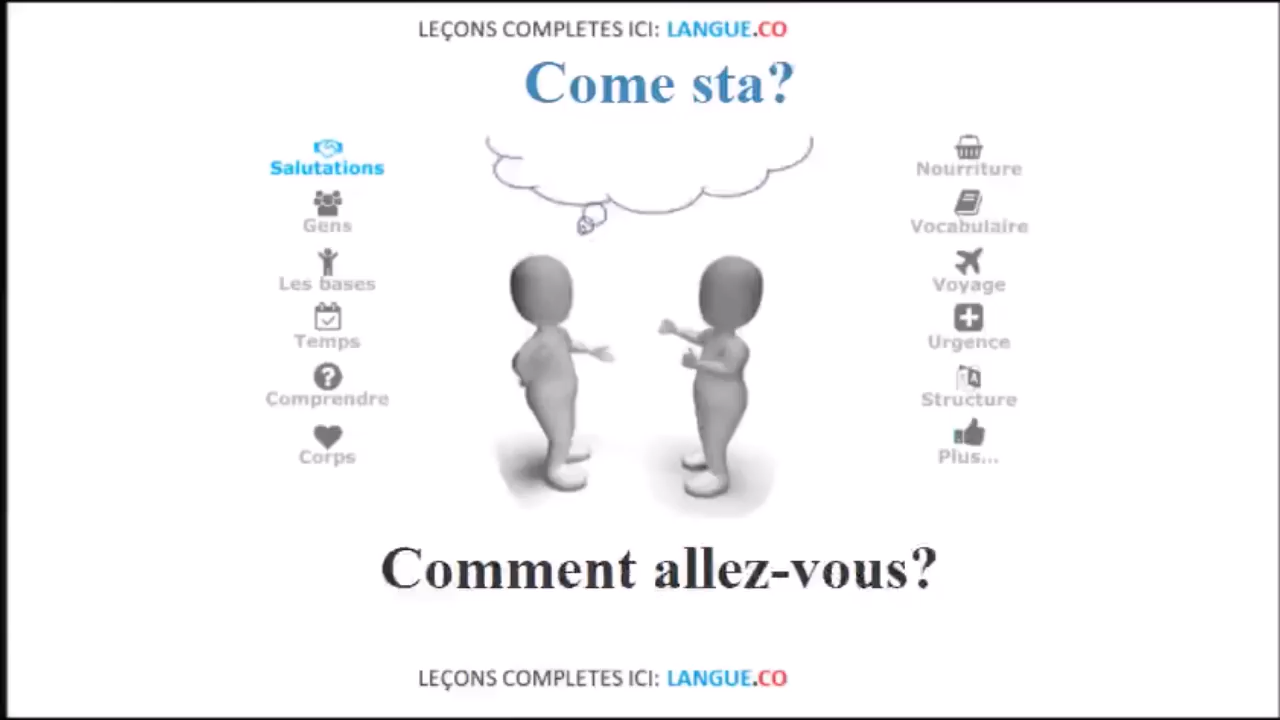 LEÇONS COMPLETES ICI: LANGUE.CO
Come sta?
Salutations
Gens
Les bases
Temps
Comprendre
Corps
Nourriture
Vocabulaire
Voyage
Urgence
Structure
Plus...
Comment allez-vous?
LEÇONS COMPLETES ICI: LANGUE.CO